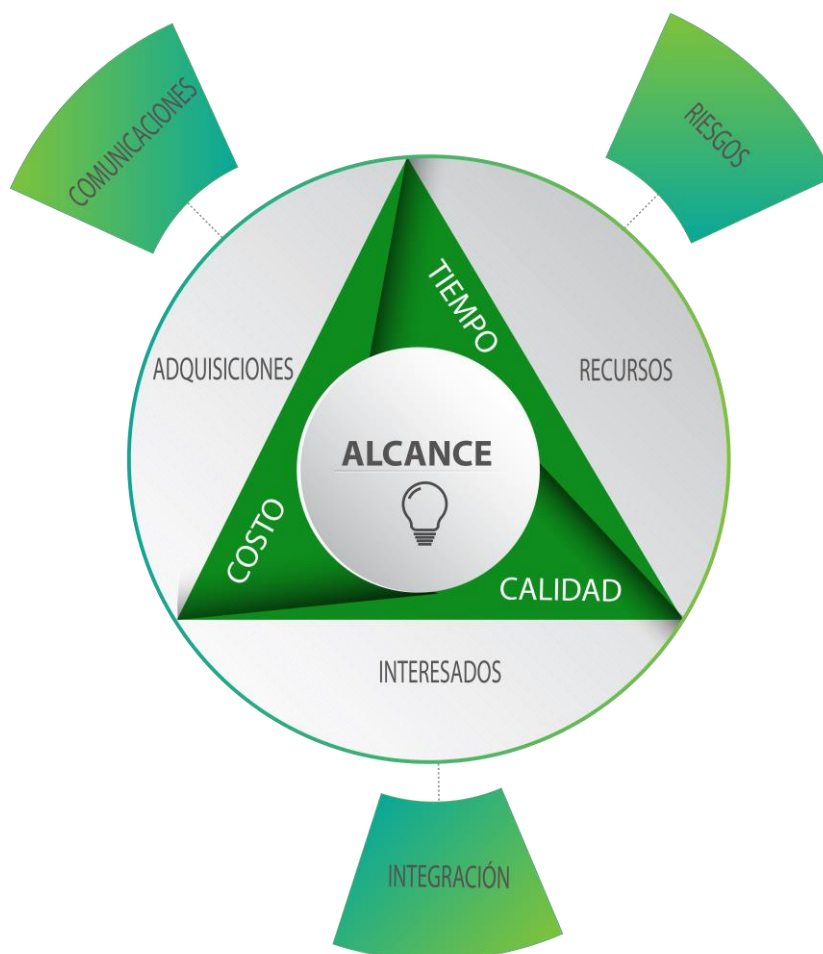 COMUNICACIONES
RIESGOS
TIEMPO
ADQUISICIONES
RECURSOS
ALCANCE
COSTO
CALIDAD
INTERESADOS
INTEGRACIÓN